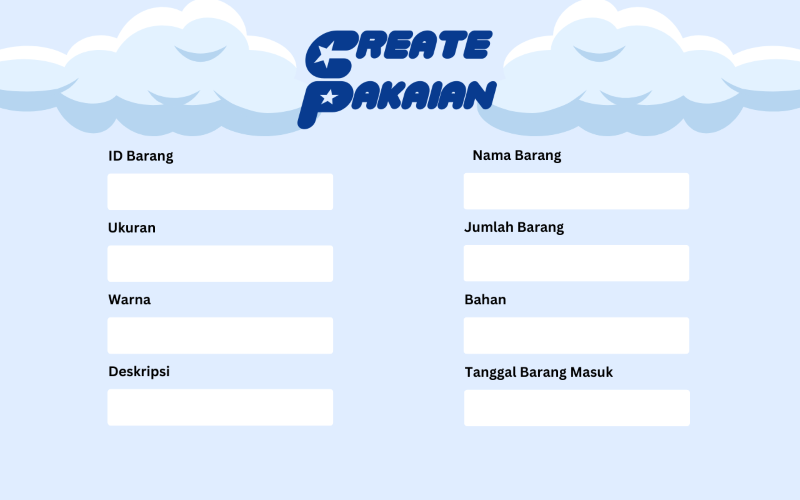 CREATE
PAKAIAN
ID Barang
Nama Barang
Ukuran
Jumlah Barang
Warna
Bahan
Deskripsi
Tanggal Barang Masuk